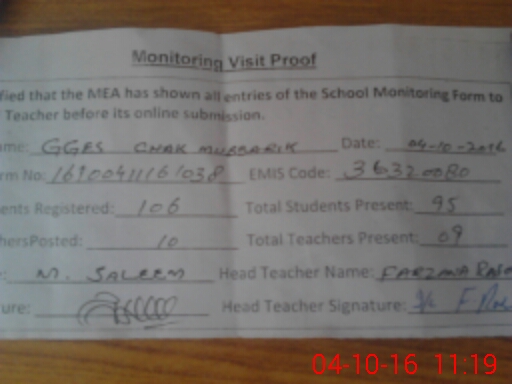 Monitoring Visit Proof
fied that the MEA has shown all entries of the School Monitoring Form to
Teacher before its online submission.
ame: GGES CHAK MUBBARIK Date: 04-10-2016
rm No: 1610041161038 EMIS Code: 36320080
ents Registered: 106 Total Students Present: 95
hersPosted: 10 Total Teachers Present: 09
: M. SALEEM Head Teacher Name: FARZANA
ure: Head Teacher Signature:
04-10-16 11:19